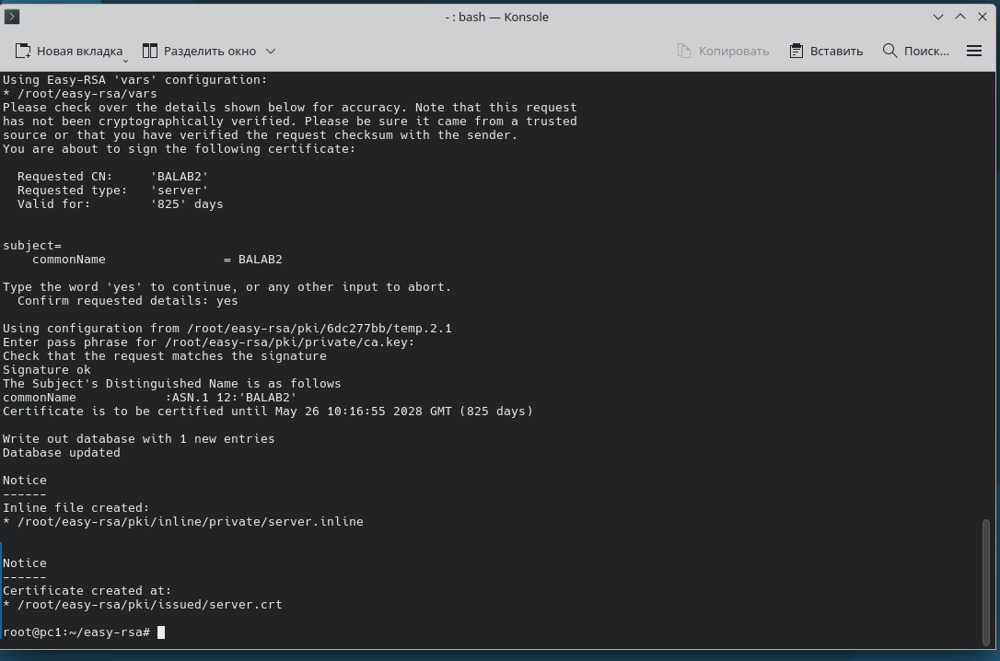 - : bash — Konsole
Новая вкладка Разделить окно Копировать Вставить Поиск...
Using Easy-RSA 'vars' configuration:
* /root/easy-rsa/vars
Please check over the details shown below for accuracy. Note that this request
has not been cryptographically verified. Please be sure it came from a trusted
source or that you have verified the request checksum with the sender.
You are about to sign the following certificate:
Requested CN: 'BALAB2'
Requested type: 'server'
Valid for: '825' days
subject=
commonName = BALAB2
Type the word 'yes' to continue, or any other input to abort.
Confirm requested details: yes
Using configuration from /root/easy-rsa/pki/6dc277bb/temp.2.1
Enter pass phrase for /root/easy-rsa/pki/private/ca.key:
Check that the request matches the signature
Signature ok
The Subject's Distinguished Name is as follows
commonName :ASN.1 12:'BALAB2'
Certificate is to be certified until May 26 10:16:55 2028 GMT (825 days)
Write out database with 1 new entries
Database updated
Notice
------
Inline file created:
* /root/easy-rsa/pki/inline/private/server.inline
Notice
------
Certificate created at:
* /root/easy-rsa/pki/issued/server.crt
root@pc1:~/easy-rsa#